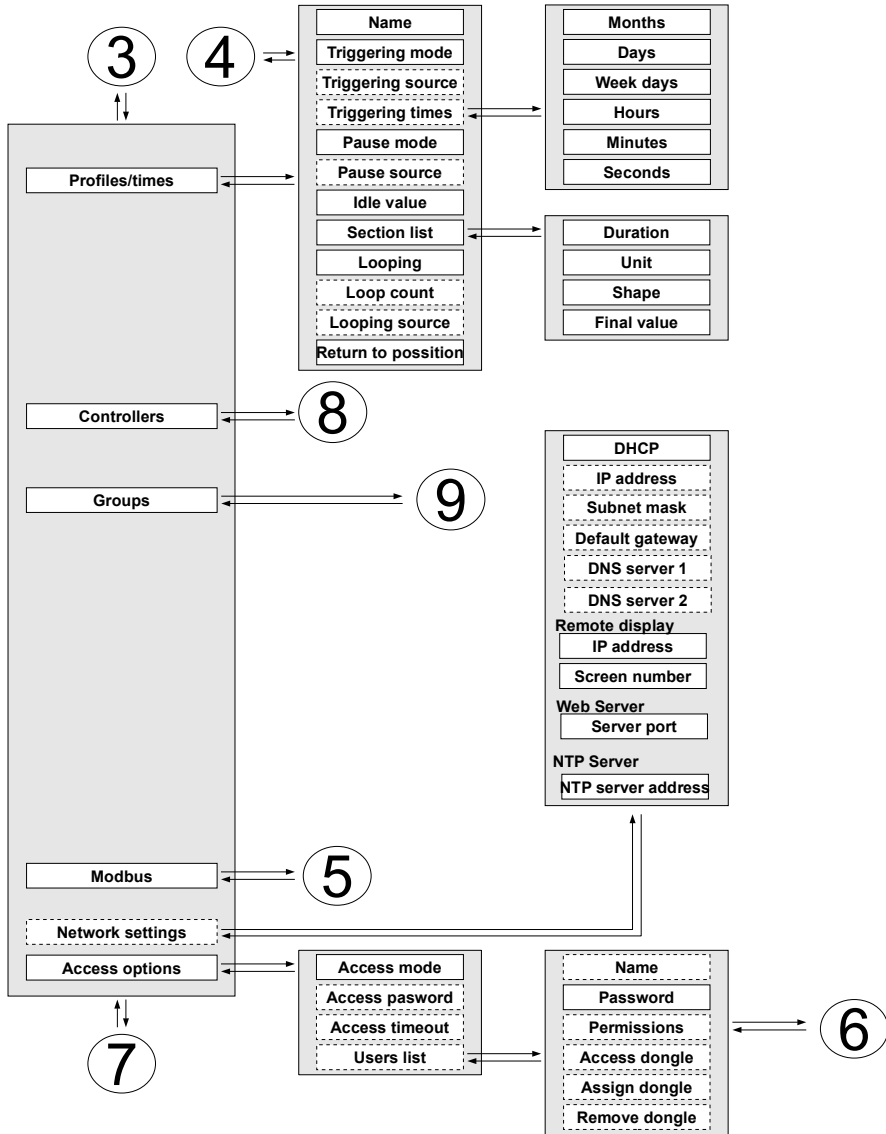 3
4
Profiles/times
Controllers
Groups
Modbus
Network settings
Access options
7
Name
Triggering mode
Triggering source
Triggering times
Pause mode
Pause source
Idle value
Section list
Looping
Loop count
Looping source
Return to possition
Months
Days
Week days
Hours
Minutes
Seconds
Duration
Unit
Shape
Final value
8
9
5
DHCP
IP address
Subnet mask
Default gateway
DNS server 1
DNS server 2
Remote display
IP address
Screen number
Web Server
Server port
NTP Server
NTP server address
Access mode
Access pasword
Access timeout
Users list
Name
Password
Permissions
Access dongle
Assign dongle
Remove dongle
6